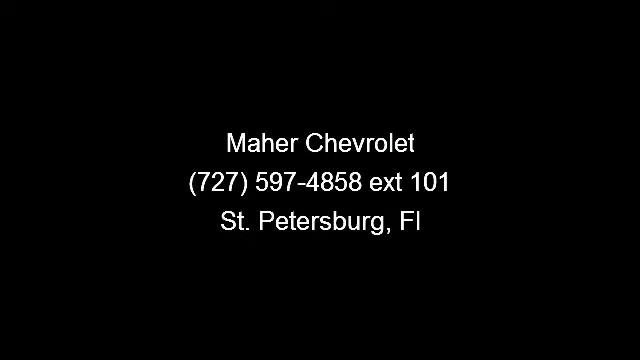 Maher Chevrolet
(727) 597-4858 ext 101
St. Petersburg, Fl